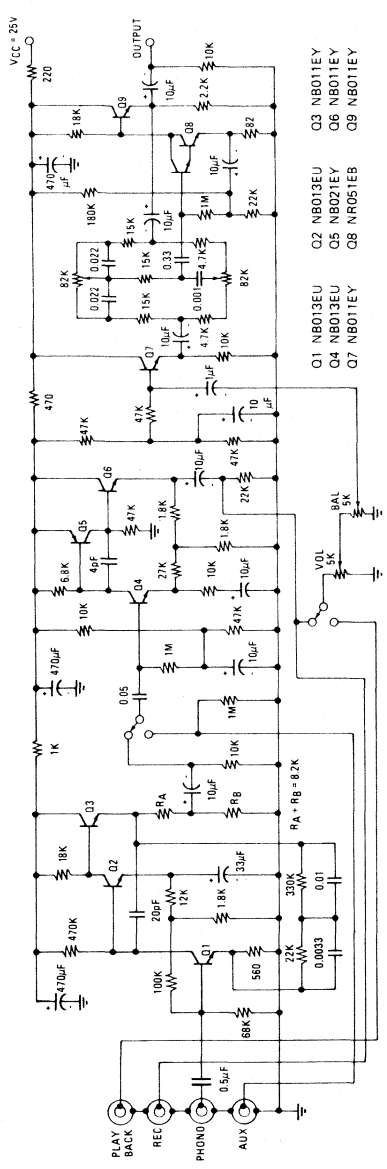 PLAY
BACK
REC
PHONO
AUX
470μF
470K
18K
Q3
Q2
20pF
100K
12K
Q1
0.5μF
68K
560
1.8K
33μF
22K
330K
0.0033
0.01
RA
RB
10μF
10K
RA + RB = 8.2K
1K
470μF
0.05
1M
1M
10K
6.8K
Q5
4pF
Q4
Q6
47K
27K
1.8K
1.8K
10K
47K
10μF
10μF
10μF
22K
VOL
5K
BAL
5K
470
47K
47K
47K
10
μF
1μF
Q7
10K
10μF
4.7K
82K
0.022
0.022
15K
15K
15K
0.33
0.001
4.7K
82K
10μF
180K
470
μF
18K
Q9
Q8
1M
22K
10μF
82
2.2K
10μF
10K
220
VCC = 25V
OUTPUT
Q1 NB013EU Q2 NB013EU Q3 NB011EY
Q4 NB013EU Q5 NB021EY Q6 NB011EY
Q7 NB011EY Q8 NR051EB Q9 NB011EY